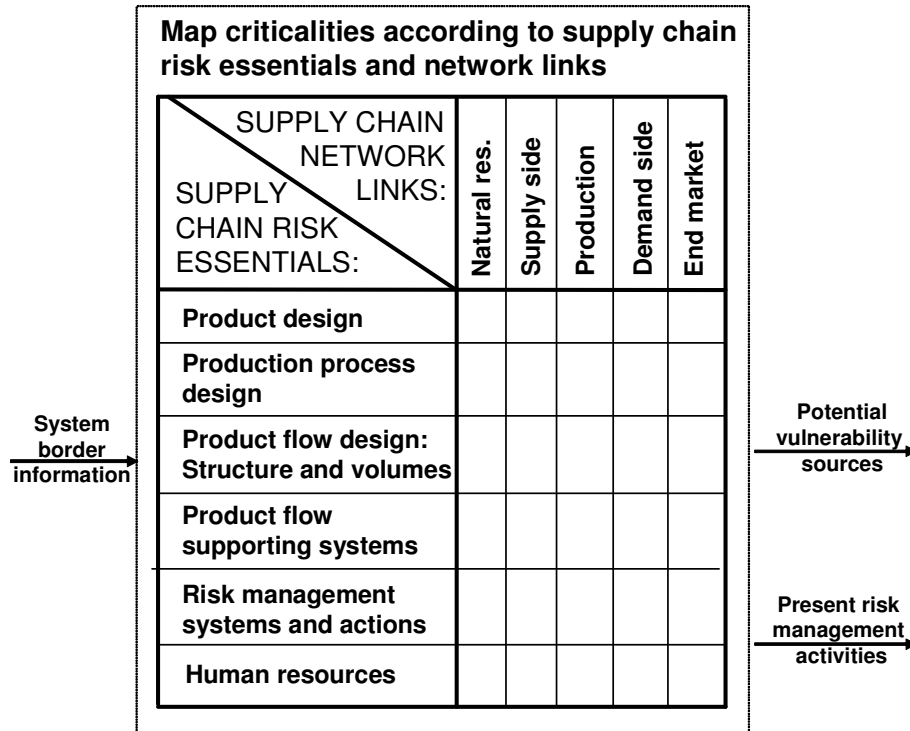 Map criticalities according to supply chain
risk essentials and network links
SUPPLY CHAIN
NETWORK
LINKS:
SUPPLY
CHAIN RISK
ESSENTIALS:
Natural res.
Supply side
Production
Demand side
End market
Product design
Production process
design
Product flow design:
Structure and volumes
Product flow
supporting systems
Risk management
systems and actions
Human resources
System
border
information
Potential
vulnerability
sources
Present risk
management
activities